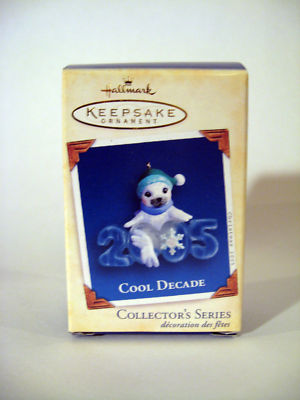 Hallmark
KEEPSAKE
ORNAMENT
2005
COOL DECADE
COLLECTOR'S SERIES
décoration des fêtes